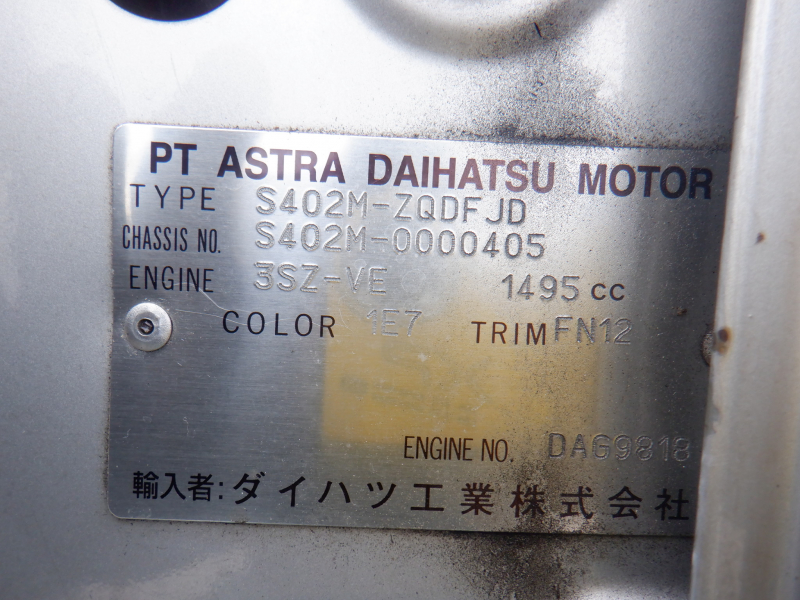 PT ASTRA DAIHATSU MOTOR
TYPE S402M-ZQDFJD
CHASSIS NO. S402M-0000405
ENGINE 3SZ-VE 1495 cc
COLOR 1E7 TRIM FN12
ENGINE NO. DAG9818
輸入者:ダイハツ工業株式会社